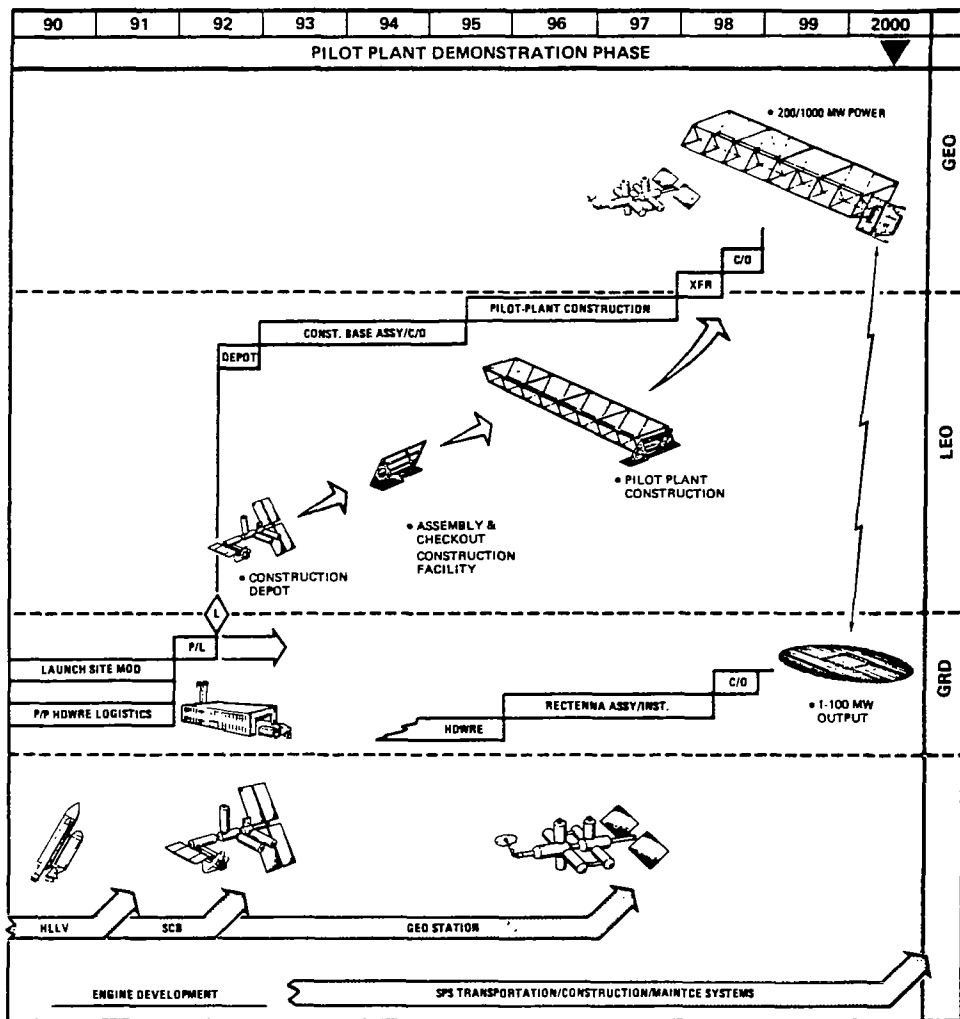 90 91 92 93 94 95 96 97 98 99 2000
PILOT PLANT DEMONSTRATION PHASE
• 200/1000 MW POWER
GEO
C/O
XFR
PILOT-PLANT CONSTRUCTION
CONST. BASE ASSY/C/O
DEPOT
LEO
• PILOT PLANT
CONSTRUCTION
• ASSEMBLY &
CHECKOUT
CONSTRUCTION
FACILITY
• CONSTRUCTION
DEPOT
L
P/L
LAUNCH SITE MOD
C/O
GRD
RECTENNA ASSY/INST.
P/P HDWRE LOGISTICS
HDWRE
• 1-100 MW
OUTPUT
HLLV
SCB
GEO STATION
ENGINE DEVELOPMENT
SPS TRANSPORTATION/CONSTRUCTION/MAINTCE SYSTEMS